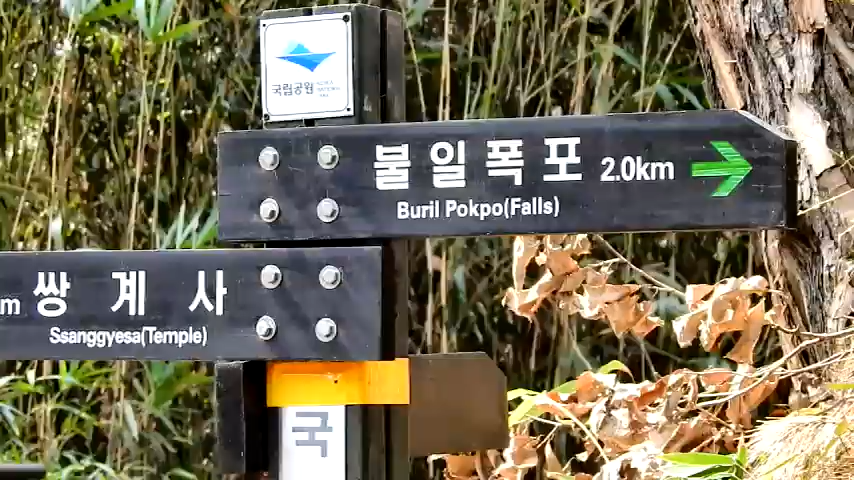 국립공원
불일폭포 2.0km
Buril Pokpo(Falls)
m 쌍계사
Ssanggyesa(Temple)
국